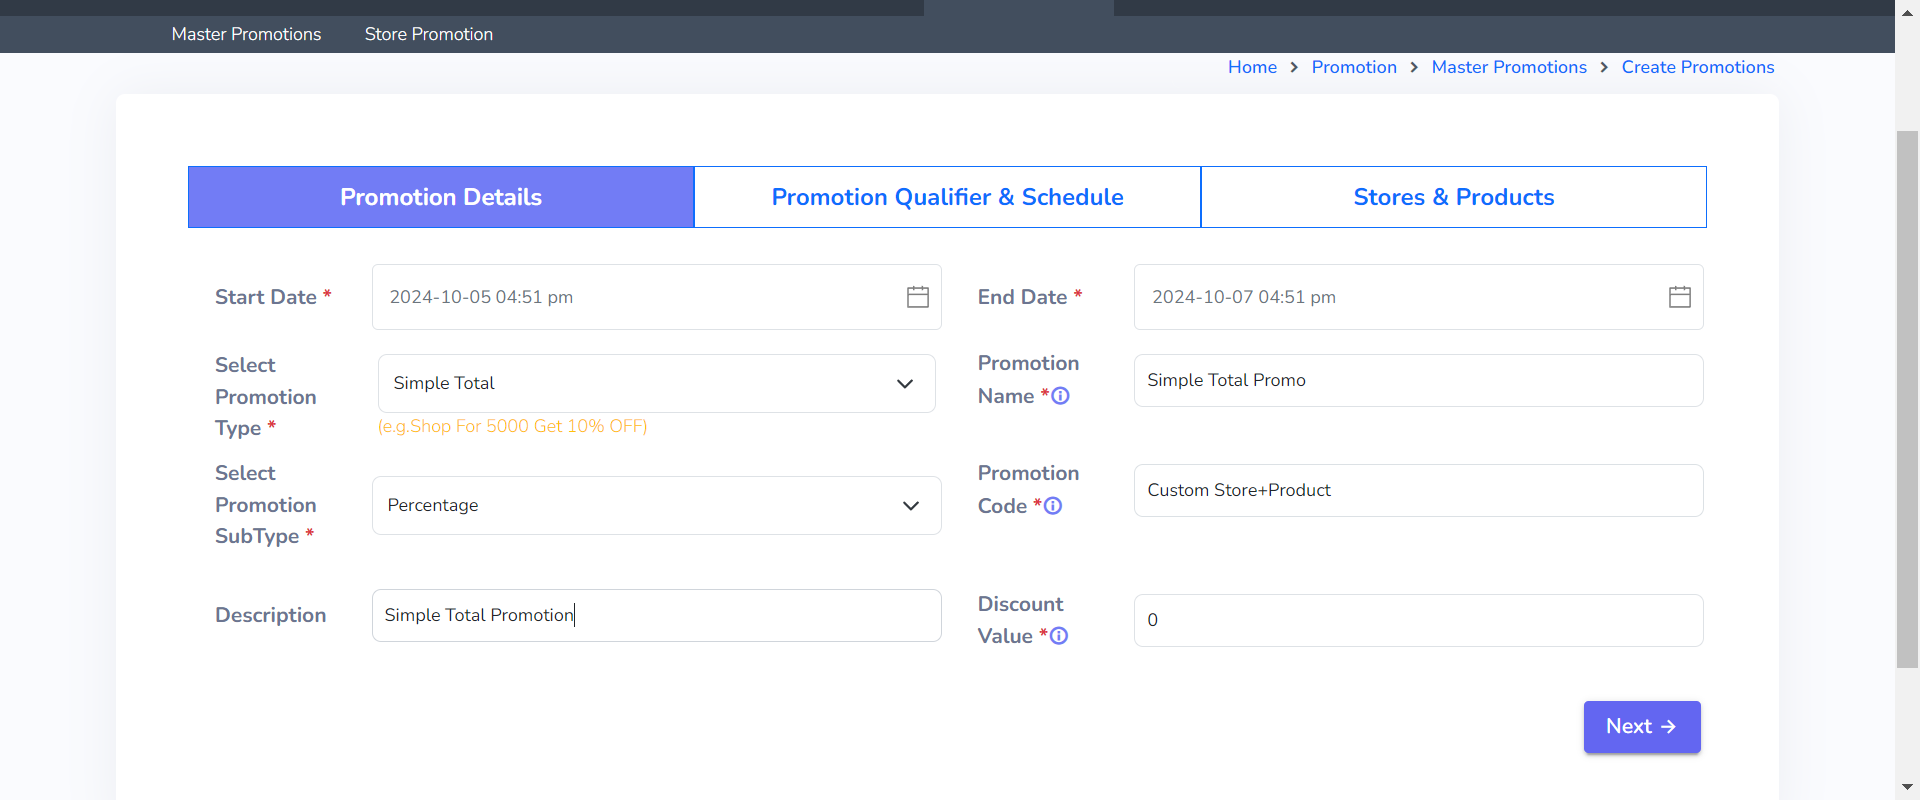 Master Promotions Store Promotion
Home > Promotion > Master Promotions > Create Promotions
Promotion Details
Promotion Qualifier & Schedule
Stores & Products
Start Date *
2024-10-05 04:51 pm
End Date *
2024-10-07 04:51 pm
Select
Promotion
Type *
Simple Total
(e.g.Shop For 5000 Get 10% OFF)
Promotion
Name *
Simple Total Promo
Select
Promotion
SubType *
Percentage
Promotion
Code *
Custom Store+Product
Description
Simple Total Promotion
Discount
Value *
0
Next →